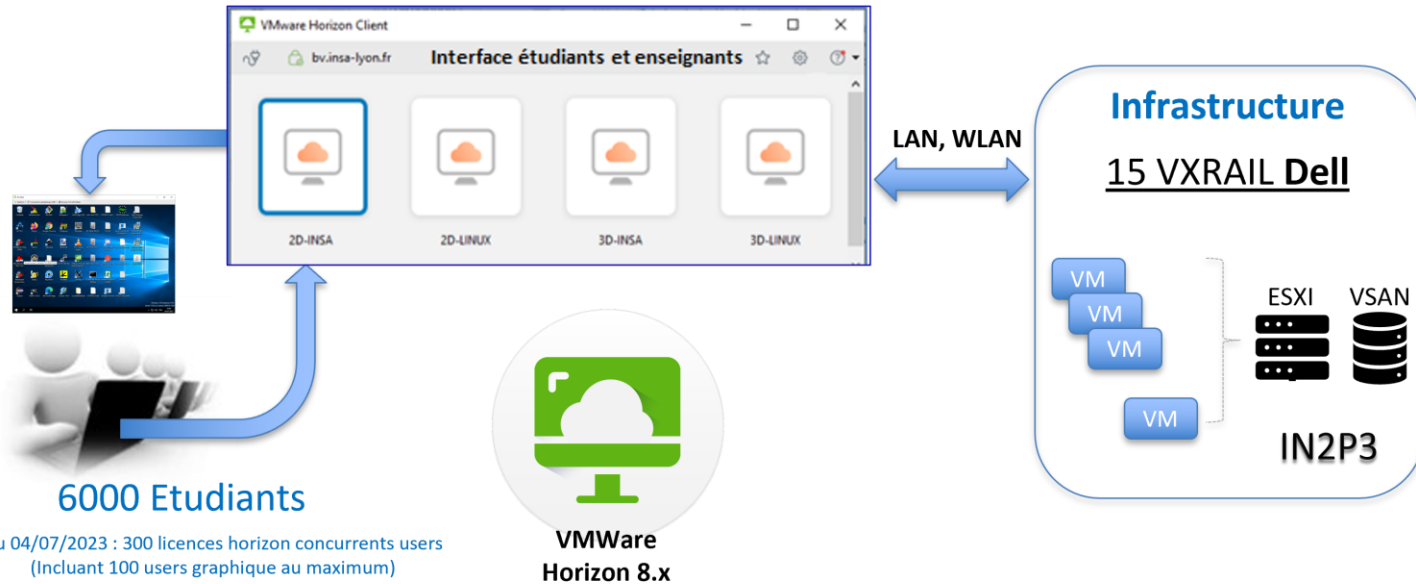 VMware Horizon Client
bv.insa-lyon.fr
Interface étudiants et enseignants
2D-INSA
2D-LINUX
3D-INSA
3D-LINUX
LAN, WLAN
Infrastructure
15 VXRAIL Dell
VM
VM
VM
VM
ESXI
VSAN
IN2P3
6000 Etudiants
u 04/07/2023 : 300 licences horizon concurrents users
(Incluant 100 users graphique au maximum)
VMWare
Horizon 8.x